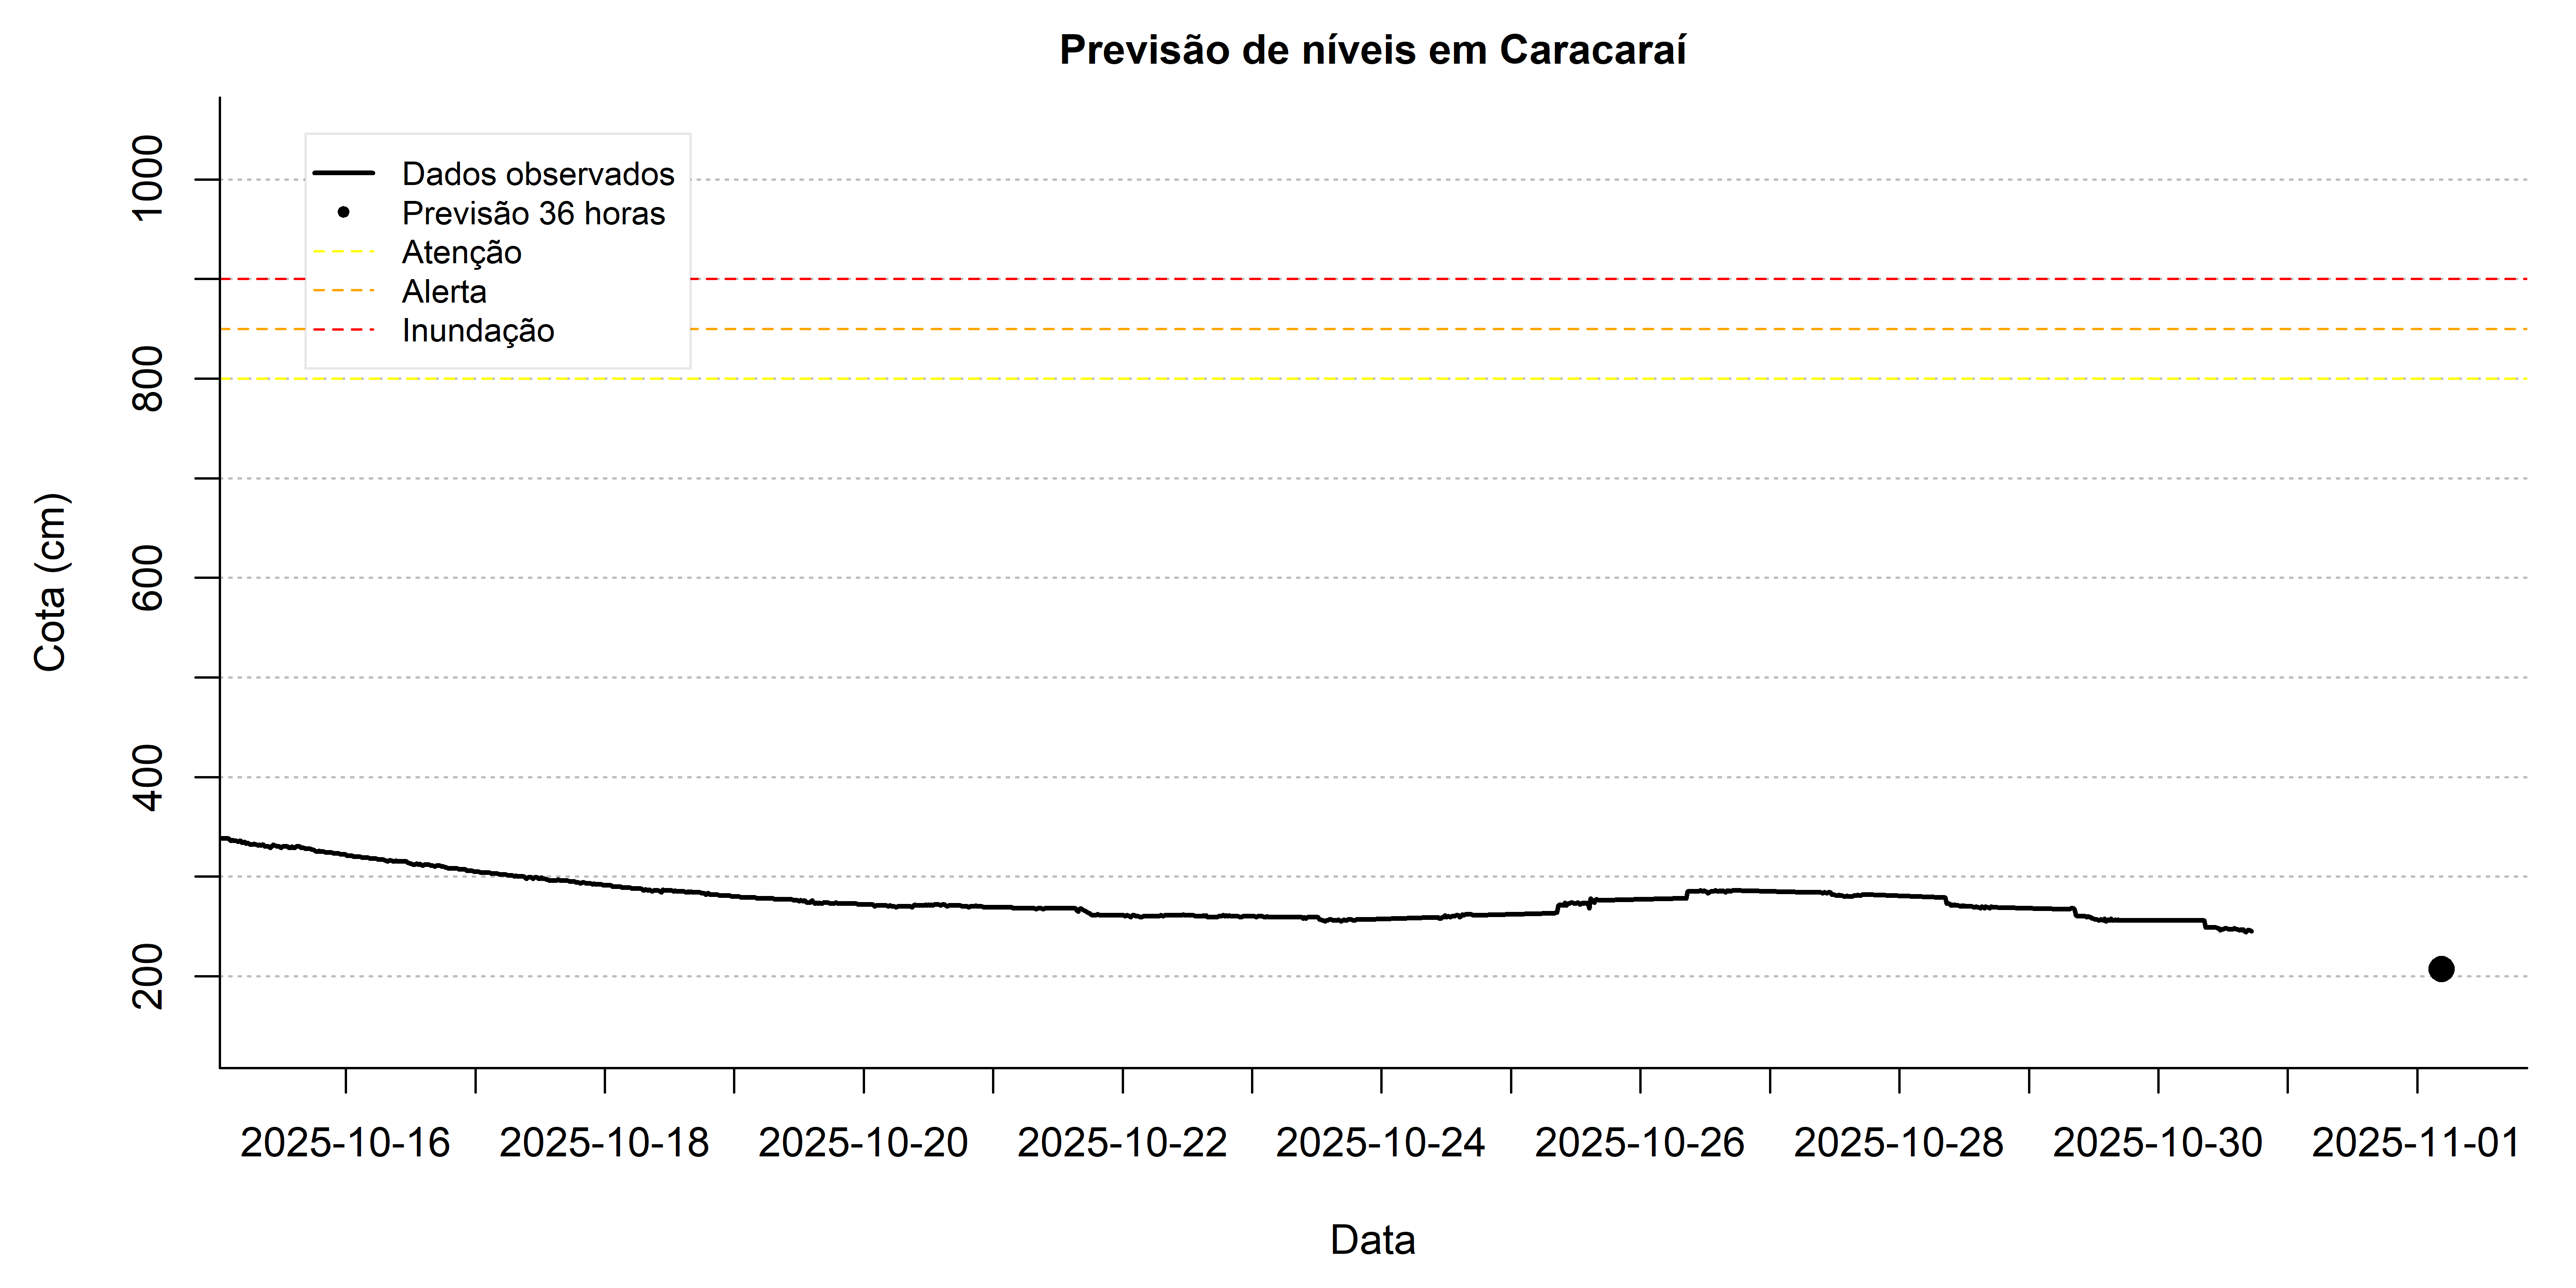 Previsão de níveis em Caracaraí
Dados observados
Previsão 36 horas
Atenção
Alerta
Inundação
Cota (cm)
1000
800
600
400
200
2025-10-16
2025-10-18
2025-10-20
2025-10-22
2025-10-24
2025-10-26
2025-10-28
2025-10-30
2025-11-01
Data